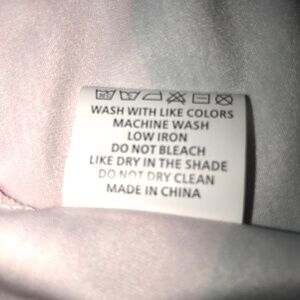 WASH WITH LIKE COLORS
MACHINE WASH
LOW IRON
DO NOT BLEACH
LIKE DRY IN THE SHADE
DO NOT DRY CLEAN
MADE IN CHINA